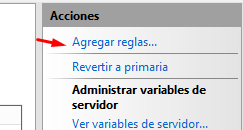 Acciones
Agregar reglas...
Revertir a primaria
Administrar variables de
servidor
Ver variables de servidor...